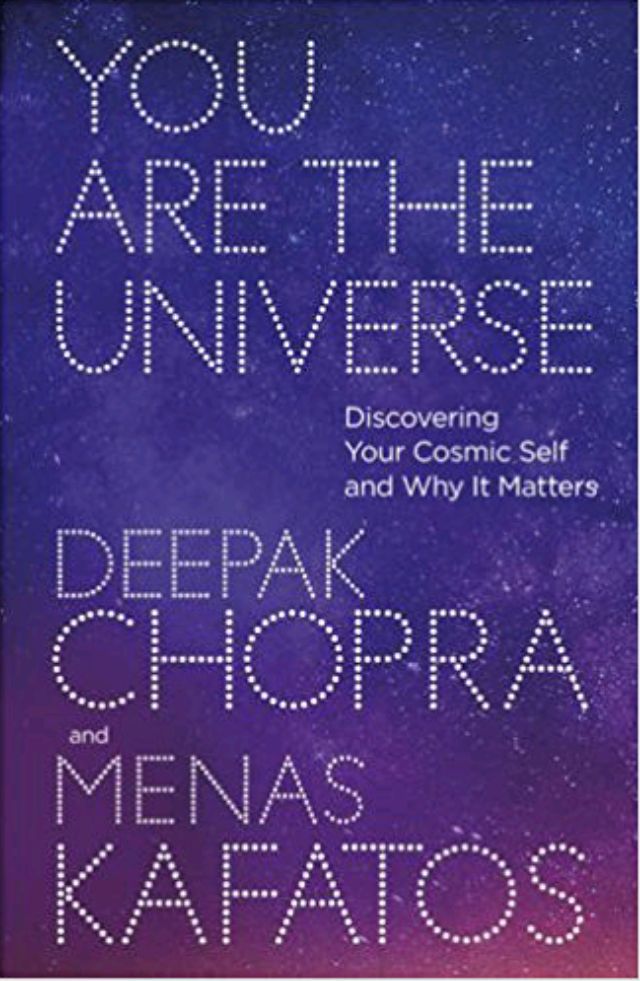 YOU
ARE THE
UNIVERSE
Discovering
Your Cosmic Self
and Why It Matters
DEEPAK
CHOPRA
and
MENAS
KAFATOS